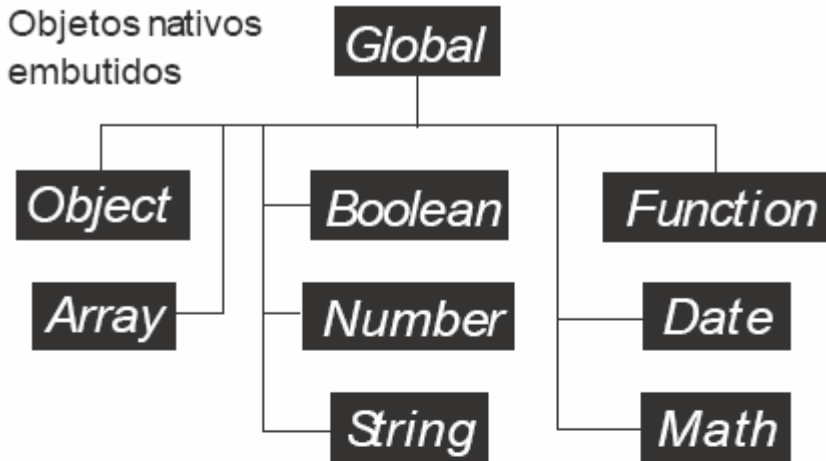 Objetos nativos
embutidos
Global
Object
Boolean
Function
Array
Number
Date
String
Math